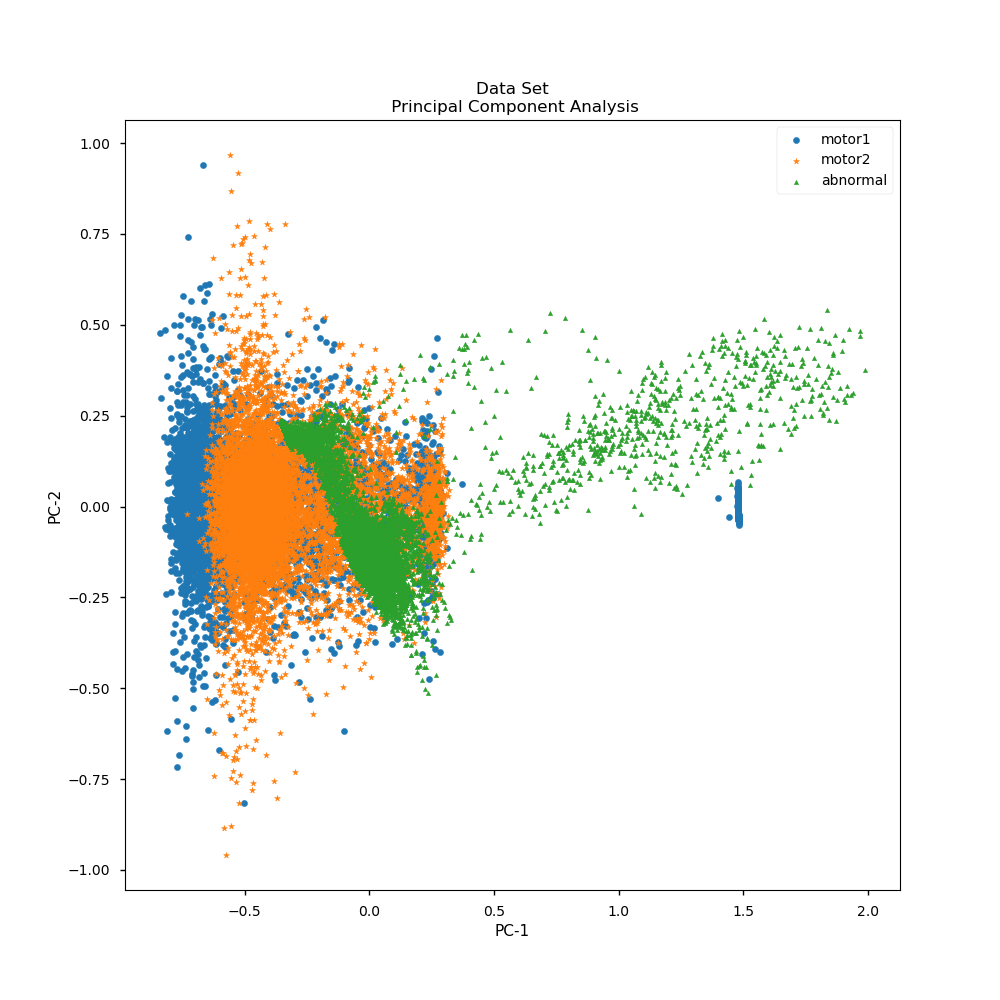 Data Set
Principal Component Analysis
motor1
motor2
abnormal
1.00
0.75
0.50
0.25
0.00
−0.25
−0.50
−0.75
−1.00
PC-2
−0.5
0.0
0.5
1.0
1.5
2.0
PC-1